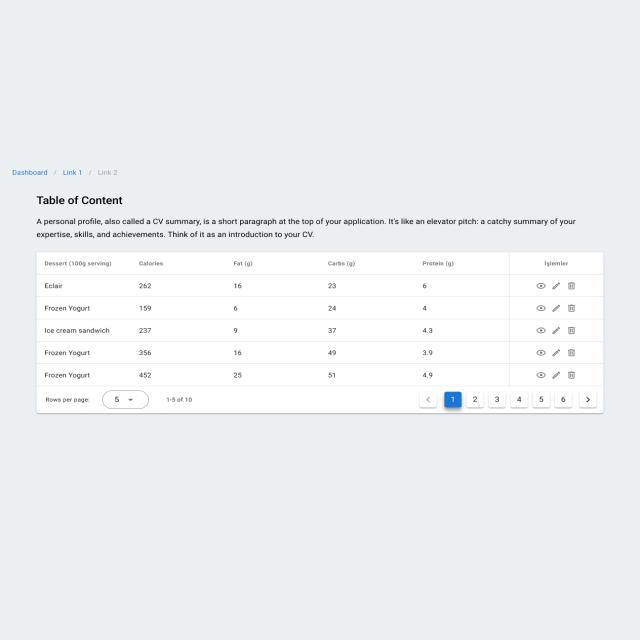 Dashboard / Link 1 / Link 2
Table of Content
A personal profile, also called a CV summary, is a short paragraph at the top of your application. It's like an elevator pitch: a catchy summary of your
expertise, skills, and achievements. Think of it as an introduction to your CV.
Dessert (100g serving) Calories Fat (g) Carbs (g) Protein (g) İşlemler
Eclair 262 16 23 6
Frozen Yogurt 159 6 24 4
Ice cream sandwich 237 9 37 4.3
Frozen Yogurt 356 16 49 3.9
Frozen Yogurt 452 25 51 4.9
Rows per page: 5 1-5 of 10 1 2 3 4 5 6